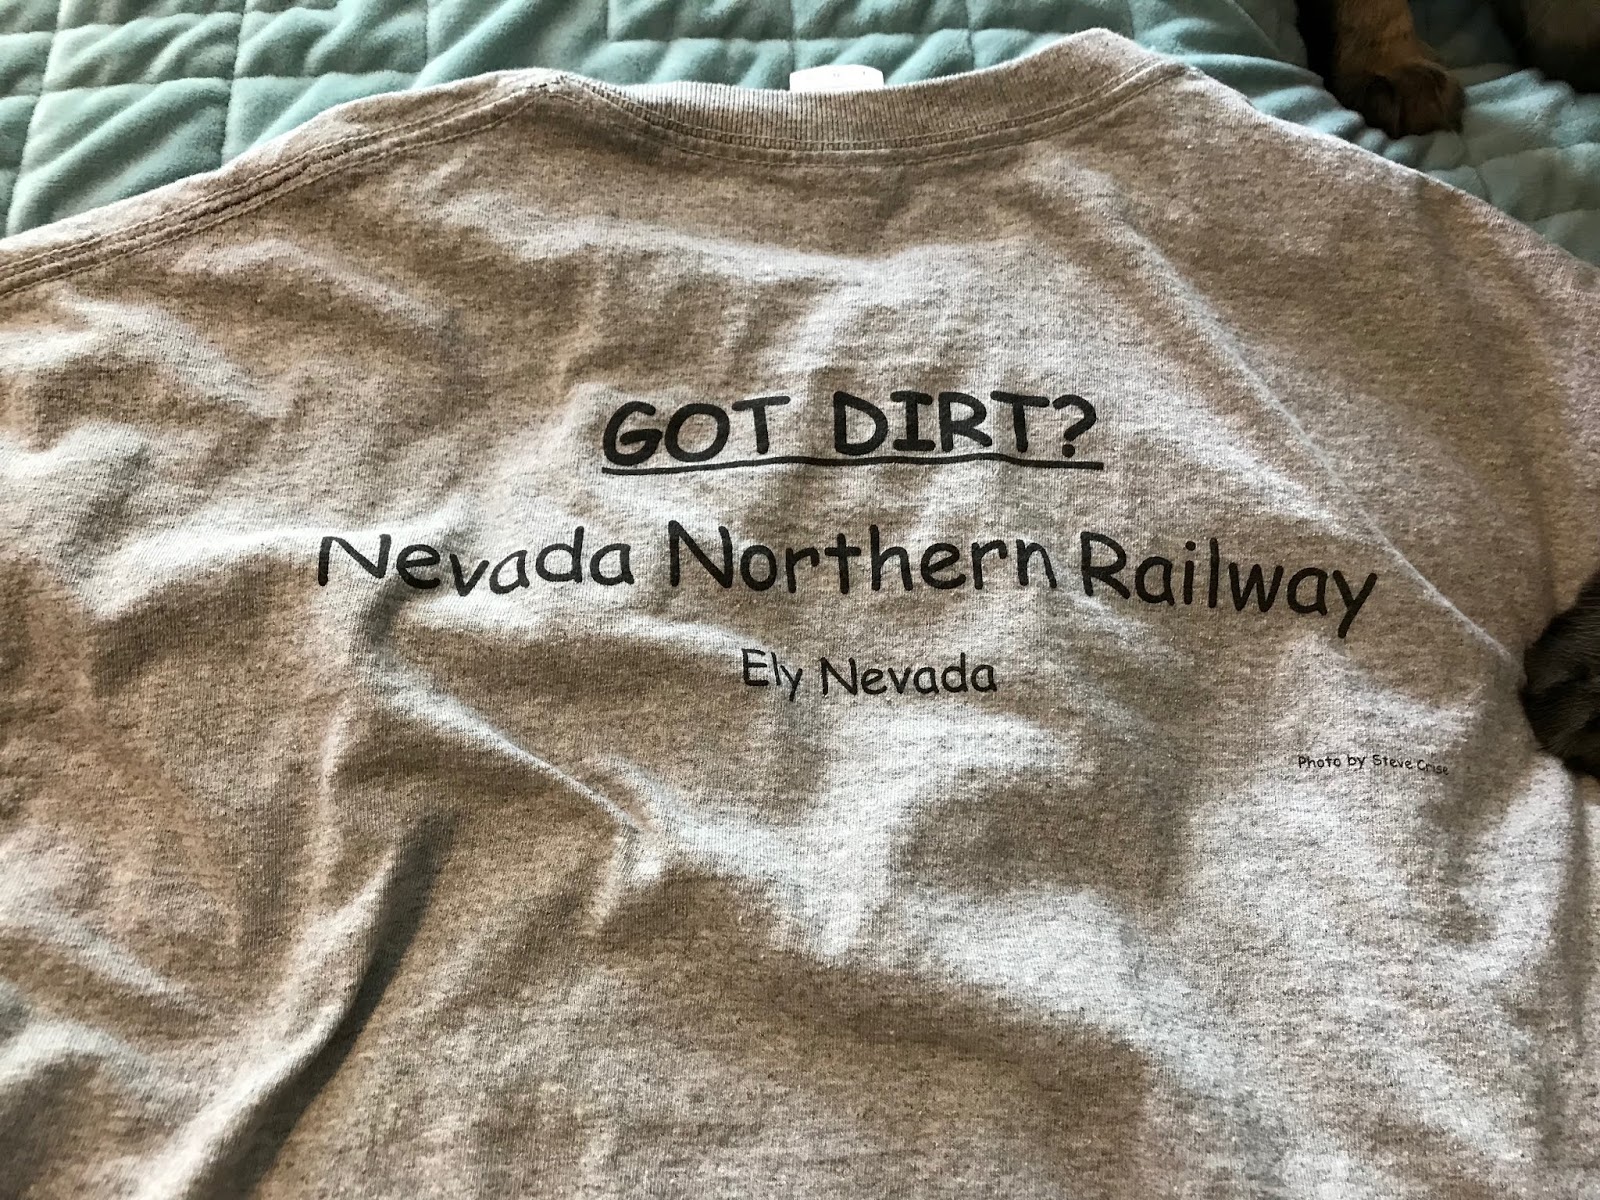 GOT DIRT?
Nevada Northern Railway
Ely Nevada
Photo by Steve Crise